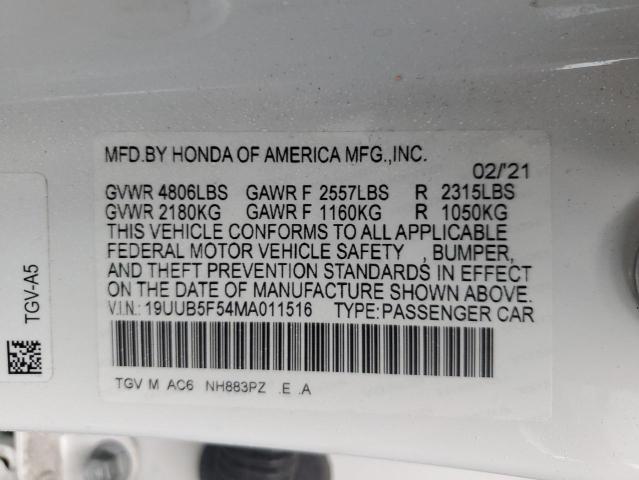 MFD.BY HONDA OF AMERICA MFG.,INC.
02/'21
GVWR 4806LBS GAWR F 2557LBS R 2315LBS
GVWR 2180KG GAWR F 1160KG R 1050KG
THIS VEHICLE CONFORMS TO ALL APPLICABLE
FEDERAL MOTOR VEHICLE SAFETY , BUMPER,
AND THEFT PREVENTION STANDARDS IN EFFECT
ON THE DATE OF MANUFACTURE SHOWN ABOVE.
V.I.N: 19UUB5F54MA011516 TYPE:PASSENGER CAR
TGV M AC6 NH883PZ .E .A
TGV-A5